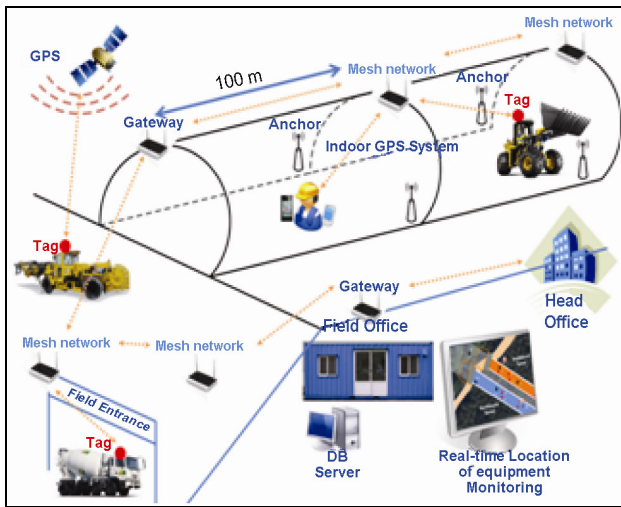 Mesh network
GPS
100 m
Mesh network
Anchor
Tag
Gateway
Anchor
Indoor GPS System
Tag
Gateway
Head
Office
Field Office
Mesh network
Mesh network
Field Entrance
Tag
DB
Server
Real-time Location
of equipment
Monitoring